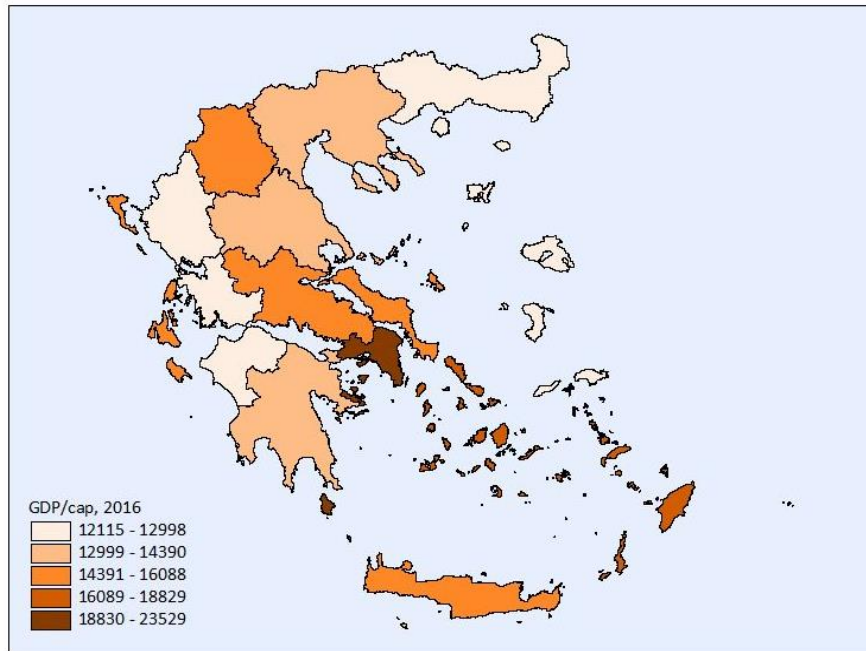 GDP/cap, 2016
12115 - 12998
12999 - 14390
14391 - 16088
16089 - 18829
18830 - 23529